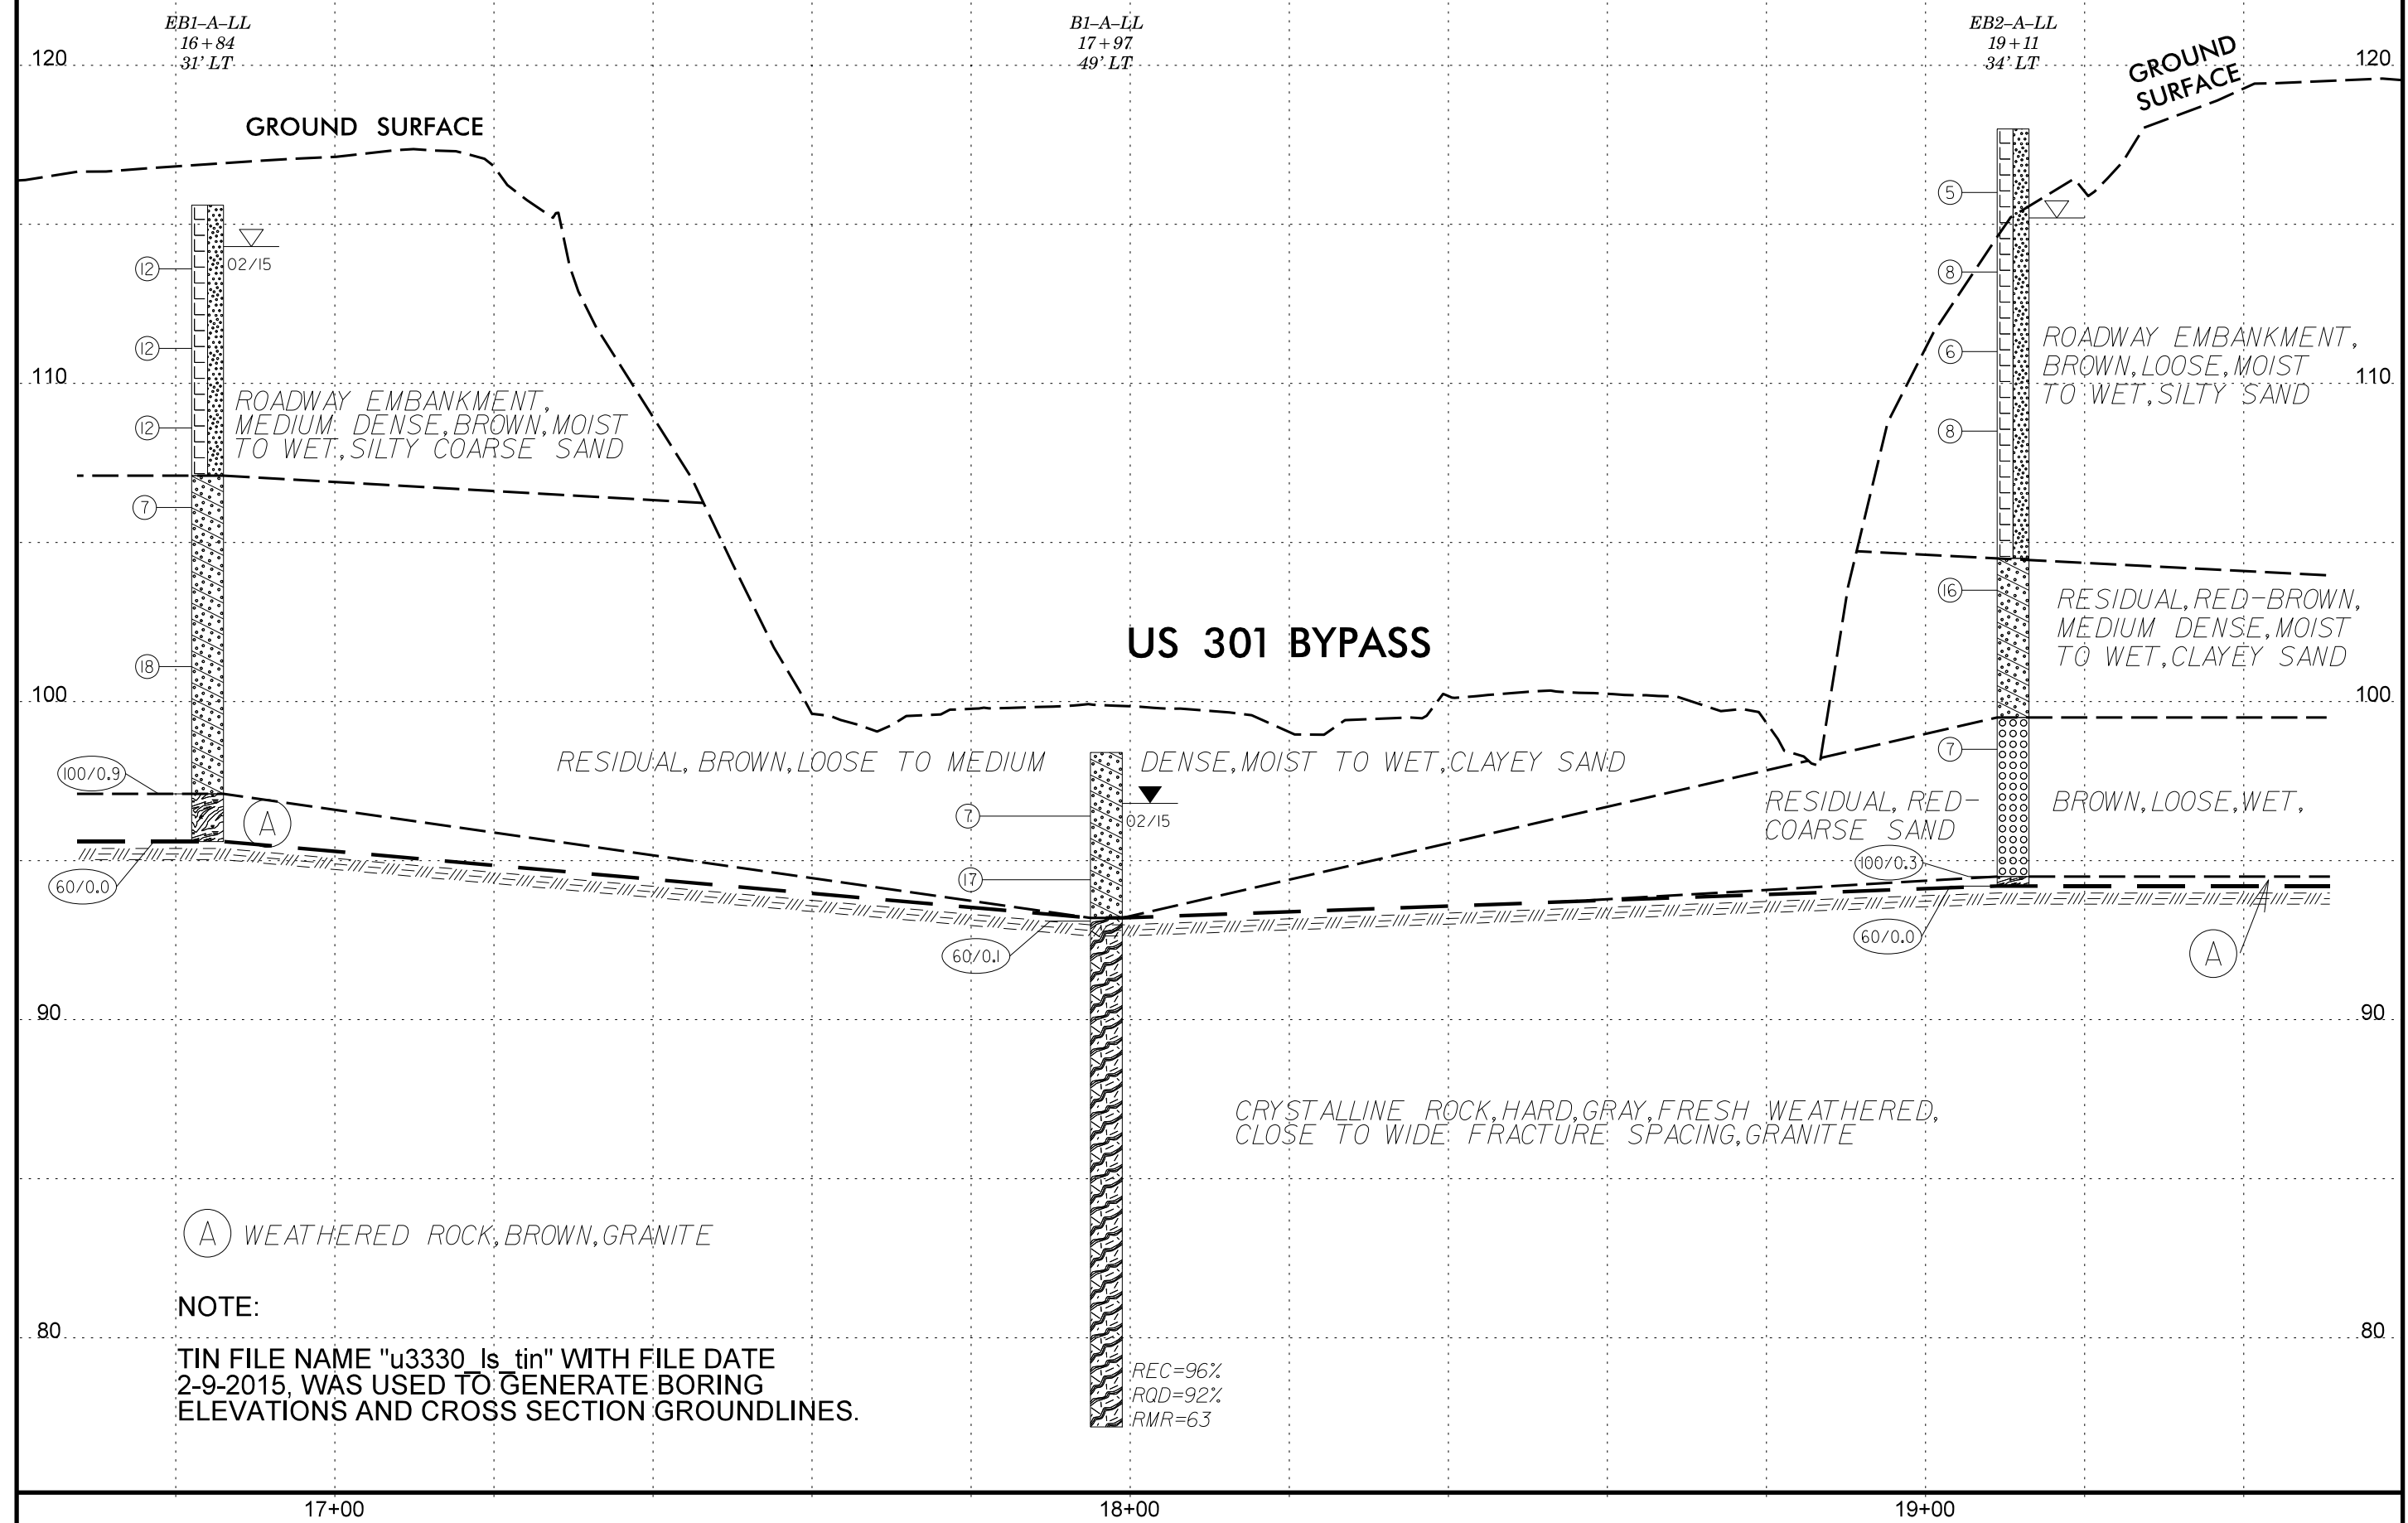 EB1-A-LL
16+84
31' LT
B1-A-LL
17+97
49' LT
EB2-A-LL
19+11
34' LT
120
120
GROUND SURFACE
GROUND
SURFACE
02/15
12
12
12
7
18
100/0.9
60/0.0
5
8
6
8
16
7
100/0.3
60/0.0
110
110
ROADWAY EMBANKMENT,
MEDIUM DENSE,BROWN,MOIST
TO WET,SILTY COARSE SAND
ROADWAY EMBANKMENT,
BROWN,LOOSE,MOIST
TO WET,SILTY SAND
US 301 BYPASS
RESIDUAL,RED-BROWN,
MEDIUM DENSE,MOIST
TO WET,CLAYEY SAND
100
100
RESIDUAL,BROWN,LOOSE TO MEDIUM DENSE,MOIST TO WET,CLAYEY SAND
7
02/15
17
60/0.1
A
RESIDUAL,RED-BROWN,LOOSE,WET,
COARSE SAND
A
90
90
CRYSTALLINE ROCK,HARD,GRAY,FRESH WEATHERED,
CLOSE TO WIDE FRACTURE SPACING,GRANITE
A WEATHERED ROCK,BROWN,GRANITE
NOTE:
80
80
TIN FILE NAME "u3330_ls_tin" WITH FILE DATE
2-9-2015, WAS USED TO GENERATE BORING
ELEVATIONS AND CROSS SECTION GROUNDLINES.
REC=96%
RQD=92%
RMR=63
17+00
18+00
19+00